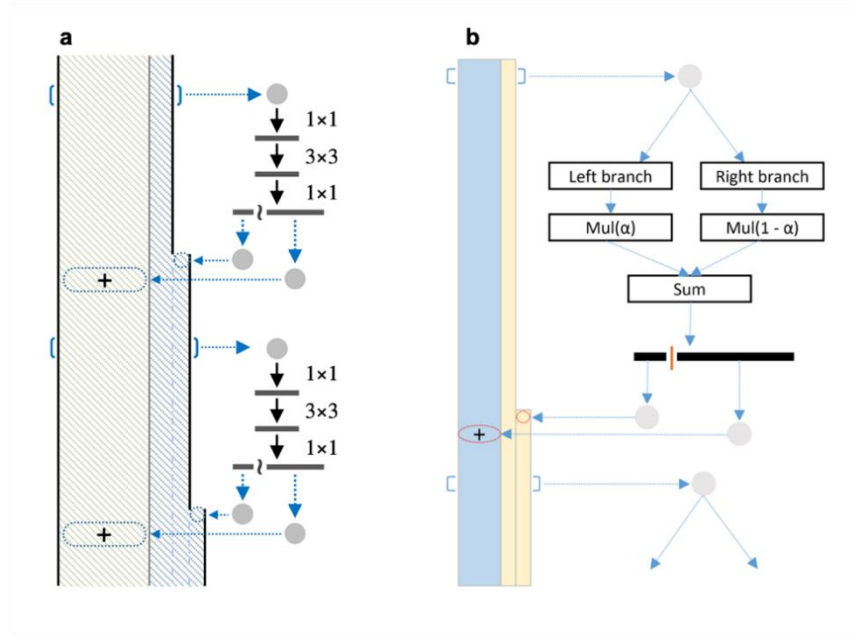 a
1×1
3×3
1×1
+
1×1
3×3
1×1
+
b
Left branch
Right branch
Mul(α)
Mul(1 - α)
Sum
+